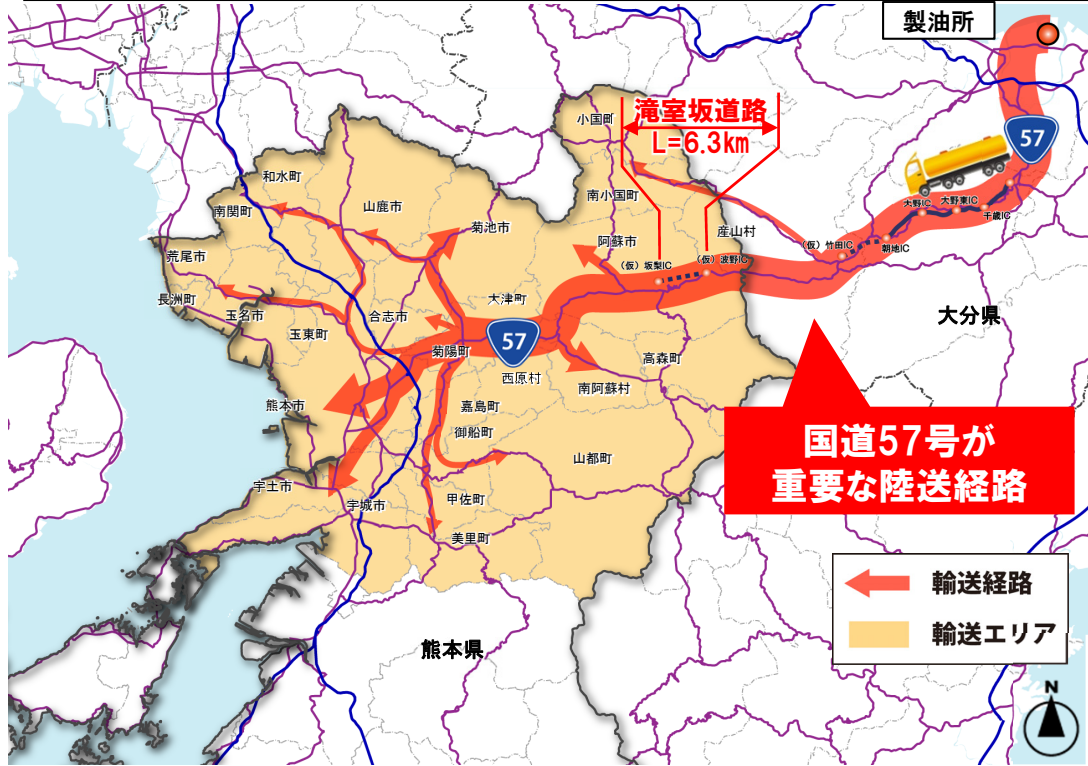 製油所
滝室坂道路
L=6.3km
57
小国町
和水町
山鹿市
南小国町
南関町
菊池市
産山村
大野IC
大野東IC
千歳IC
阿蘇市
(仮)竹田IC
朝地IC
荒尾市
(仮)坂梨IC
(仮)波野IC
長洲町
大津町
玉名市
合志市
大分県
玉東町
57
菊陽町
高森町
西原村
南阿蘇村
熊本市
嘉島町
御船町
国道57号が
重要な陸送経路
山都町
宇土市
宇城市
甲佐町
美里町
輸送経路
輸送エリア
熊本県
N